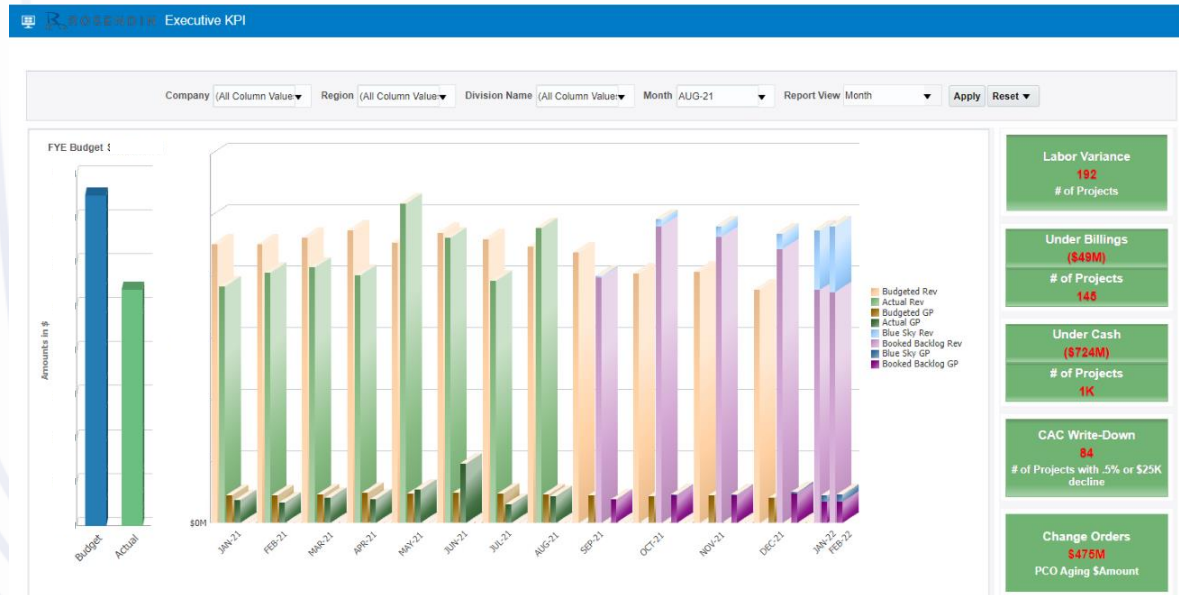 ROSENDIN Executive KPI
Company (All Column Value: Region (All Column Value: Division Name (All Column Value: Month AUG-21 Report View Month Apply Reset
FYE Budget
Amounts in $
Budget
Actual
$0M
JAN-21
FEB-21
MAR-21
APR-21
MAY-21
JUN-21
JUL-21
AUG-21
SEP-21
OCT-21
NOV-21
DEC-21
JAN-22
FEB-22
Budgeted Rev
Actual Rev
Budgeted GP
Actual GP
Blue Sky Rev
Booked Backlog Rev
Blue Sky GP
Booked Backlog GP
Labor Variance
192
# of Projects
Under Billings
($49M)
# of Projects
145
Under Cash
($724M)
# of Projects
1K
CAC Write-Down
84
# of Projects with .5% or $25K
decline
Change Orders
$475M
PCO Aging $Amount